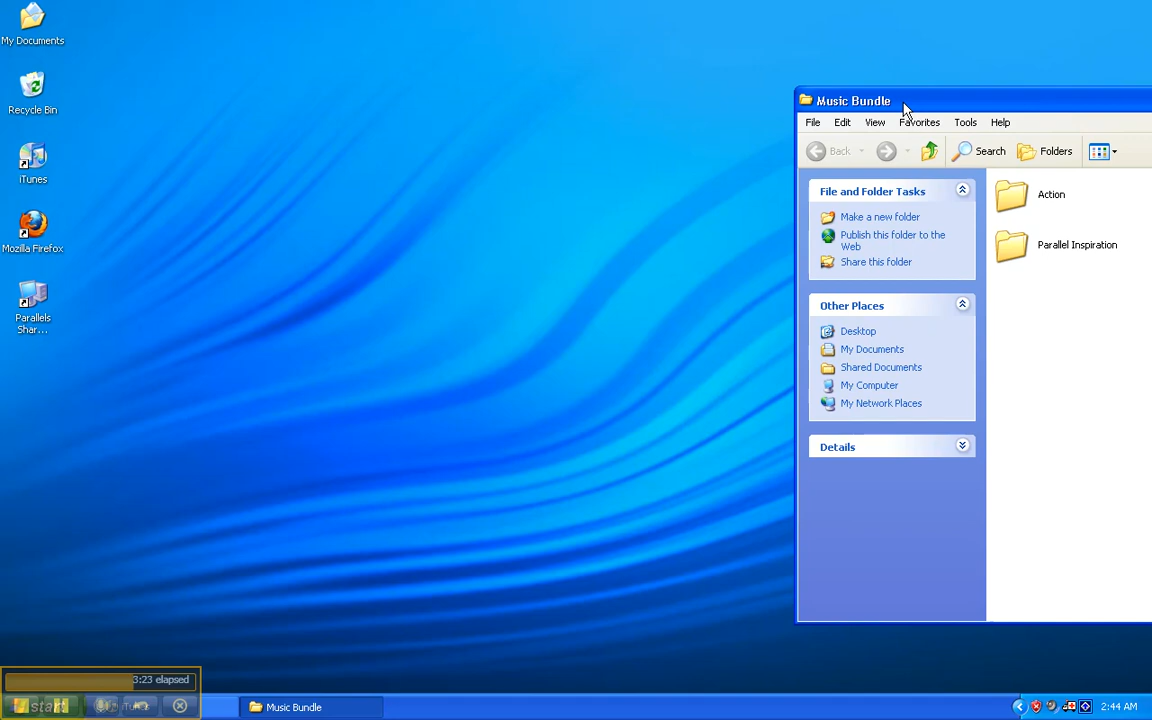 My Documents
Recycle Bin
iTunes
Mozilla Firefox
Parallels
Shar...
Music Bundle
File Edit View Favorites Tools Help
Back Search Folders
File and Folder Tasks
Make a new folder
Publish this folder to the
Web
Share this folder
Other Places
Desktop
My Documents
Shared Documents
My Computer
My Network Places
Details
Action
Parallel Inspiration
3:23 elapsed
start
Music Bundle
2:44 AM